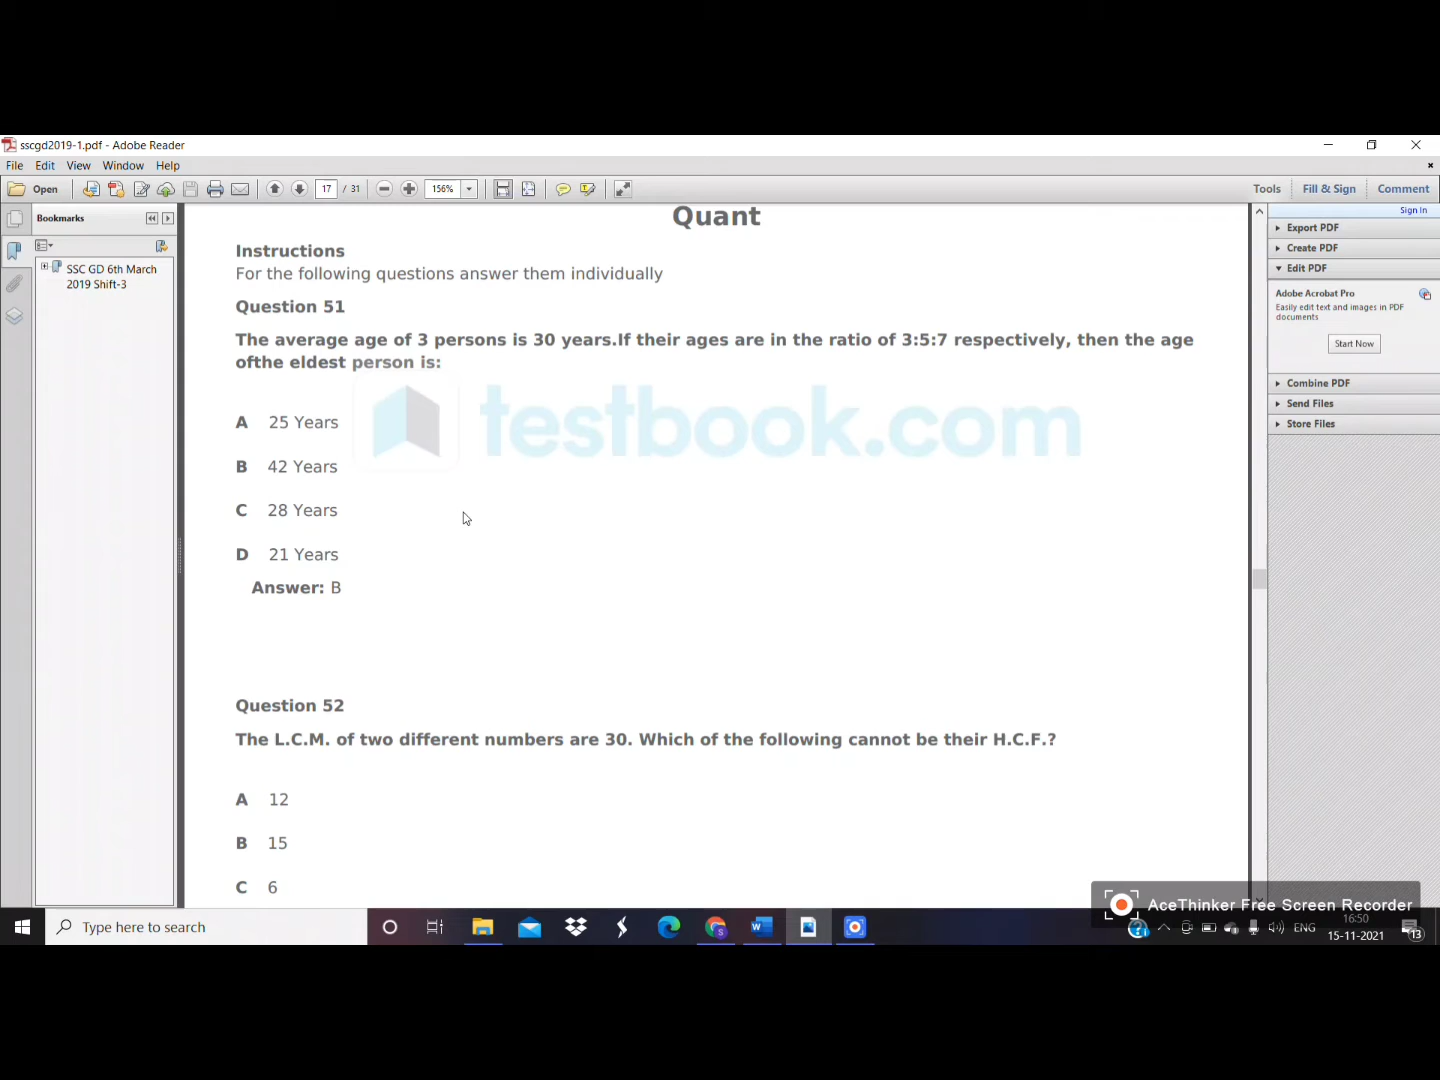 sscgd2019-1.pdf - Adobe Reader
File Edit View Window Help
Open 17 / 31 156% Tools Fill & Sign Comment
Sign In
Bookmarks
SSC GD 6th March
2019 Shift-3
Quant
Instructions
For the following questions answer them individually
Question 51
The average age of 3 persons is 30 years.If their ages are in the ratio of 3:5:7 respectively, then the age
ofthe eldest person is:
testbook.com
A 25 Years
B 42 Years
C 28 Years
D 21 Years
Answer: B
Question 52
The L.C.M. of two different numbers are 30. Which of the following cannot be their H.C.F.?
A 12
B 15
C 6
Export PDF
Create PDF
Edit PDF
Adobe Acrobat Pro
Easily edit text and images in PDF
documents
Start Now
Combine PDF
Send Files
Store Files
AceThinker Free Screen Recorder
Type here to search
W
S
ENG
16:50
15-11-2021
13